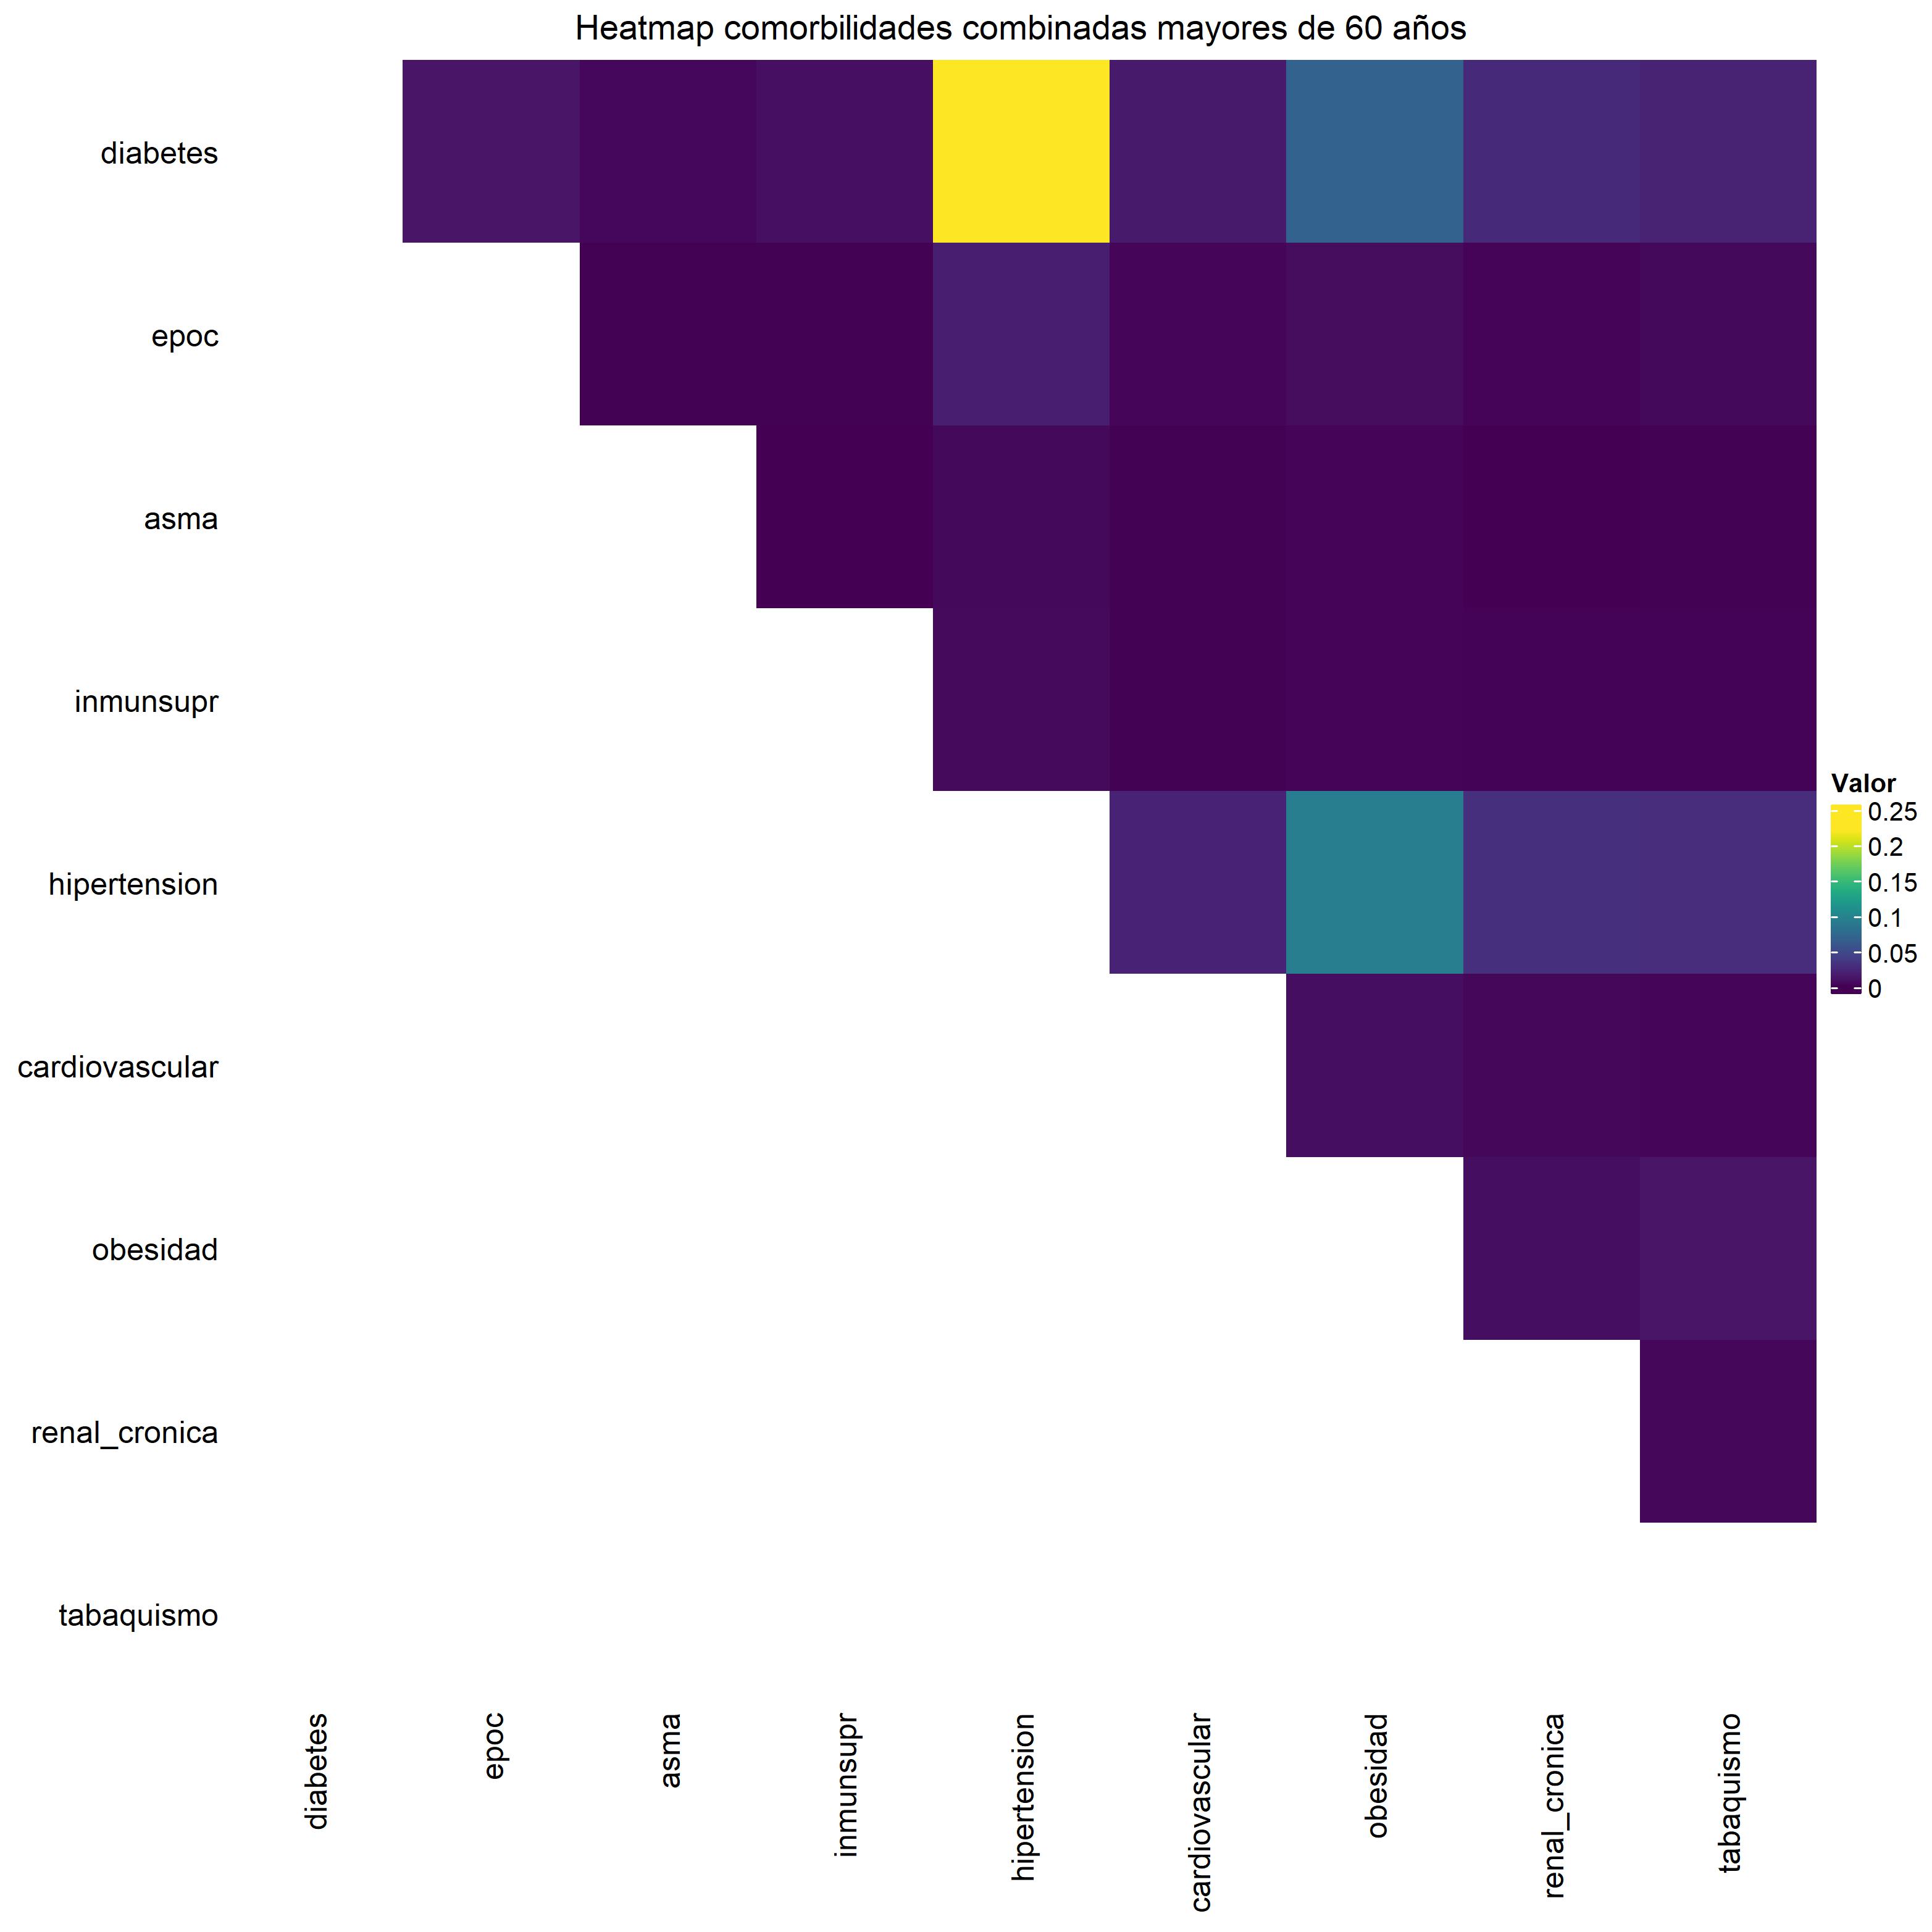 Heatmap comorbilidades combinadas mayores de 60 años
diabetes
epoc
asma
inmunsupr
hipertension
cardiovascular
obesidad
renal_cronica
tabaquismo
Valor
0.25
0.2
0.15
0.1
0.05
0
diabetes
epoc
asma
inmunsupr
hipertension
cardiovascular
obesidad
renal_cronica
tabaquismo